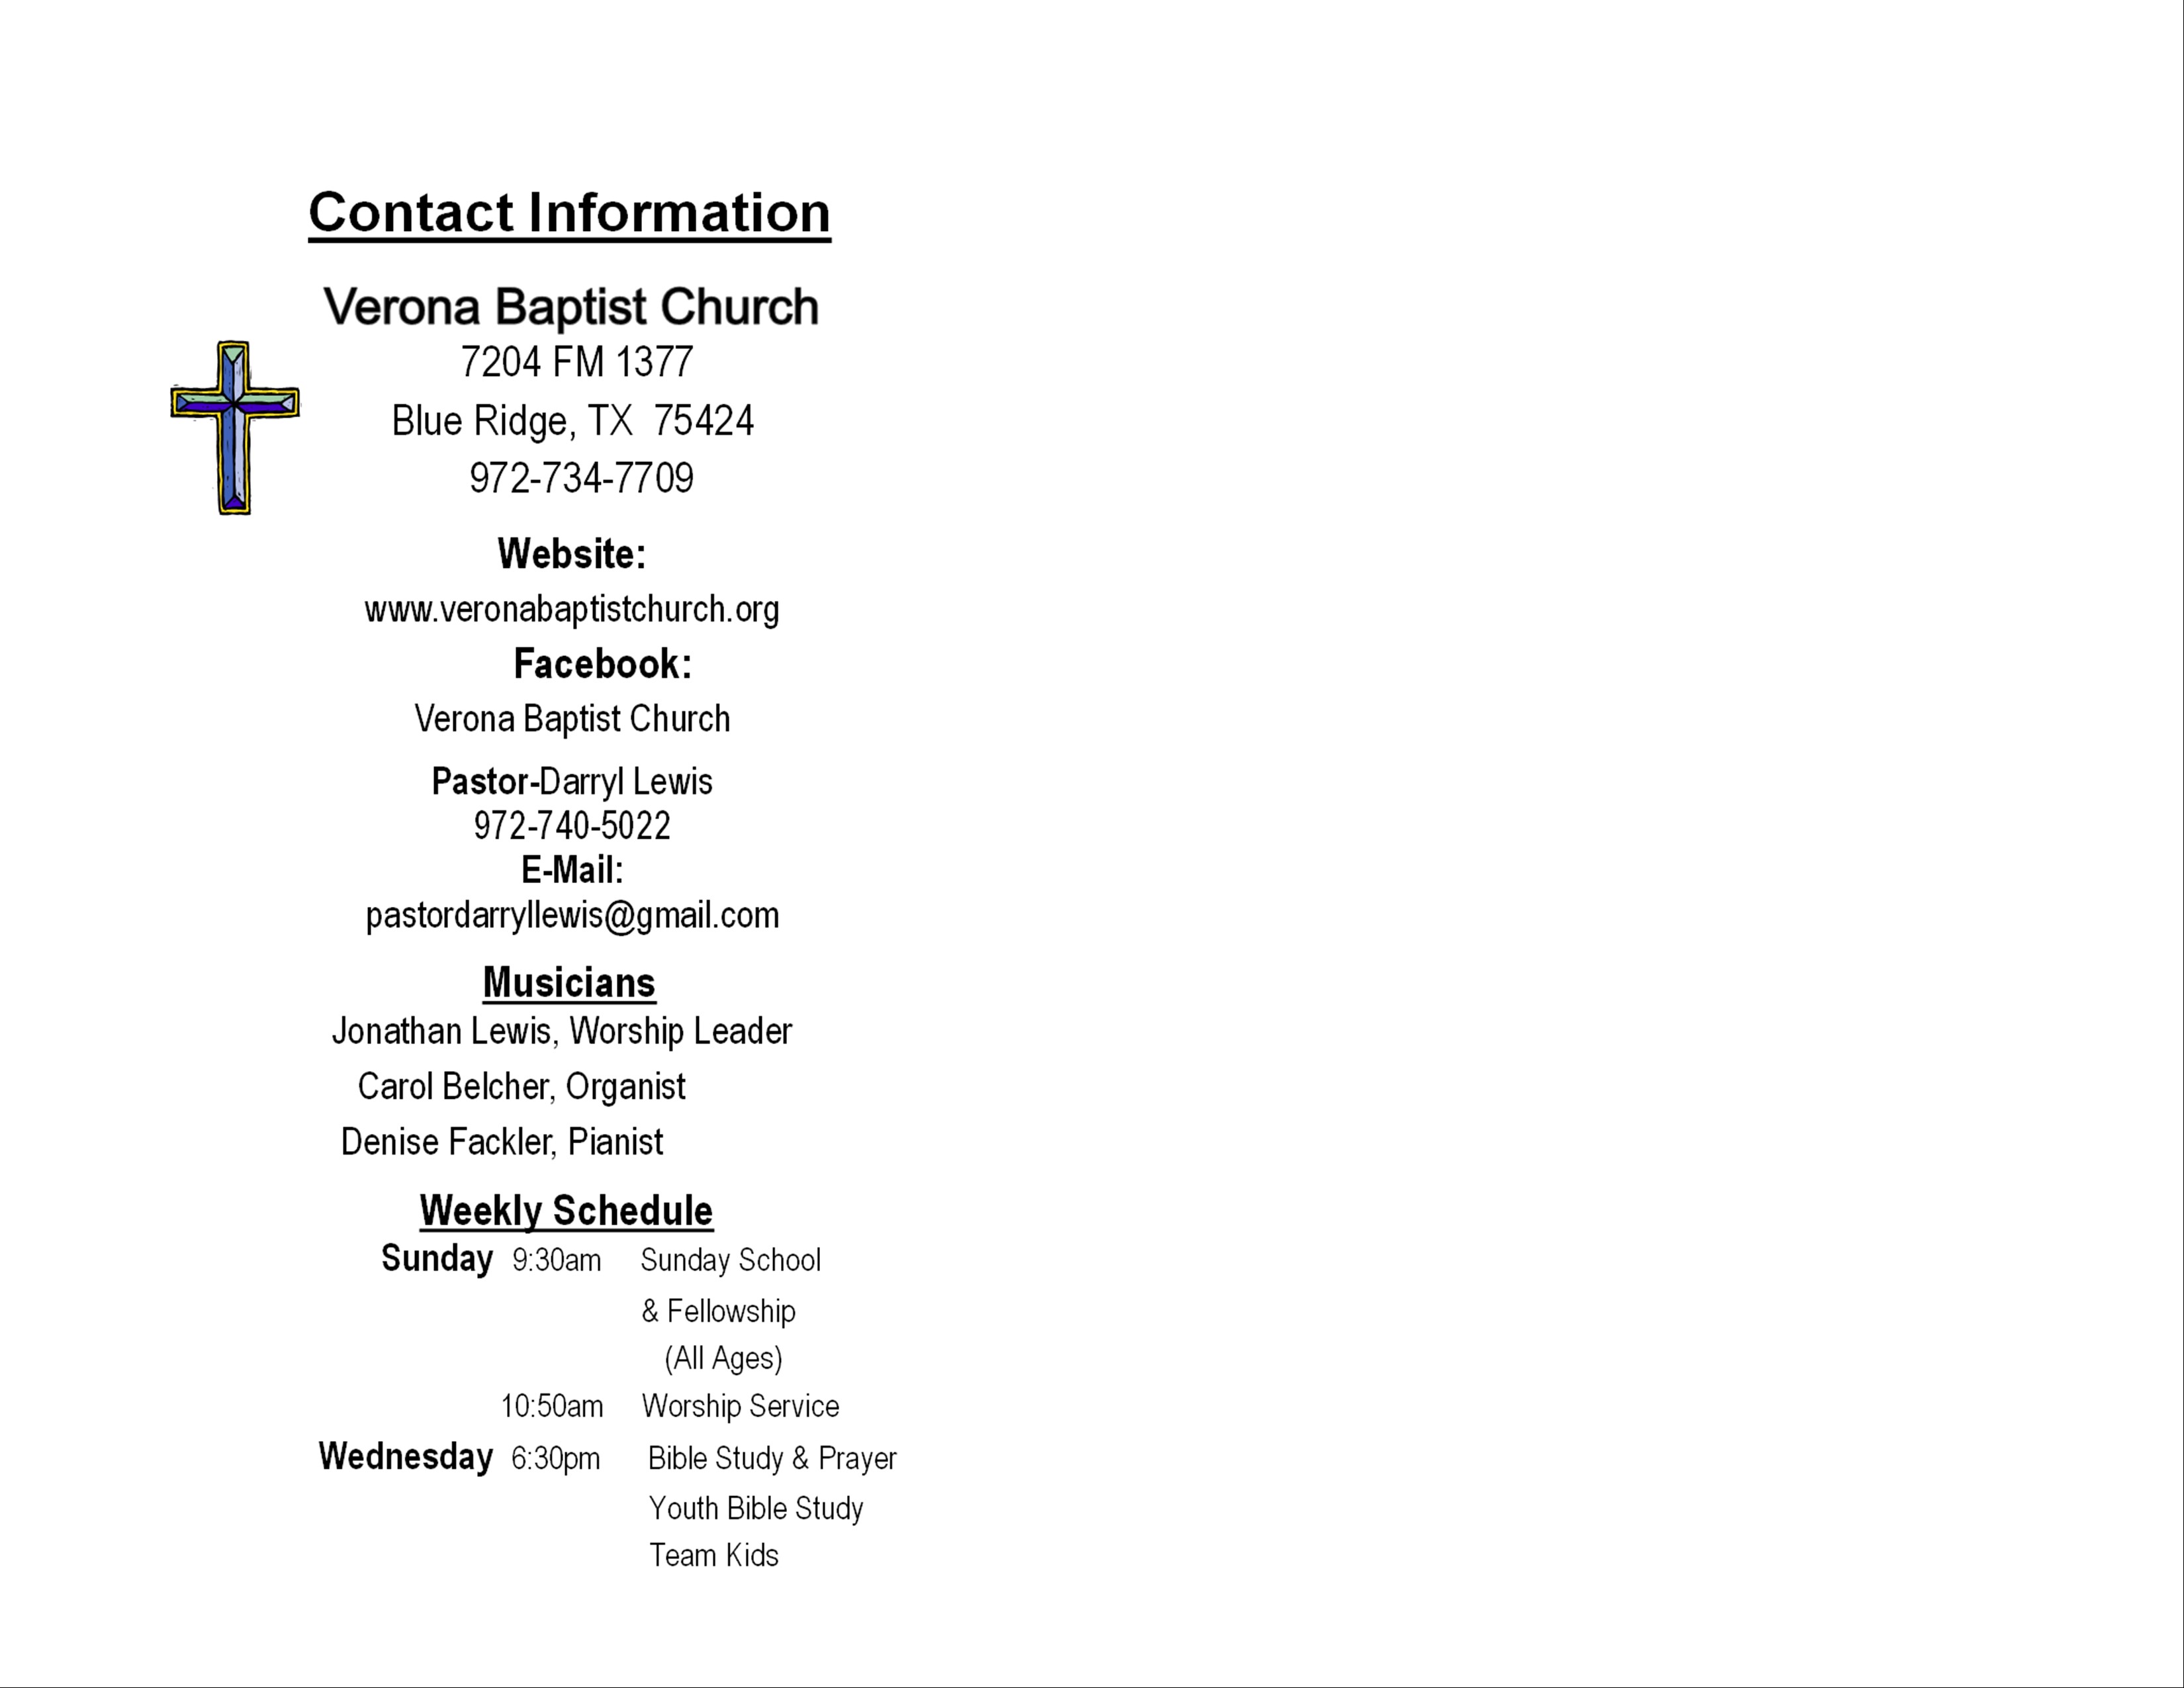 Contact Information
Verona Baptist Church
7204 FM 1377
Blue Ridge, TX  75424
972-734-7709
Website:
www.veronabaptistchurch.org
Facebook:
Verona Baptist Church
Pastor-Darryl Lewis
972-740-5022
E-Mail:
pastordarryllewis@gmail.com
Musicians
Jonathan Lewis, Worship Leader
Carol Belcher, Organist
Denise Fackler, Pianist
Weekly Schedule
Sunday 9:30am Sunday School
& Fellowship
(All Ages)
10:50am Worship Service
Wednesday 6:30pm Bible Study & Prayer
Youth Bible Study
Team Kids